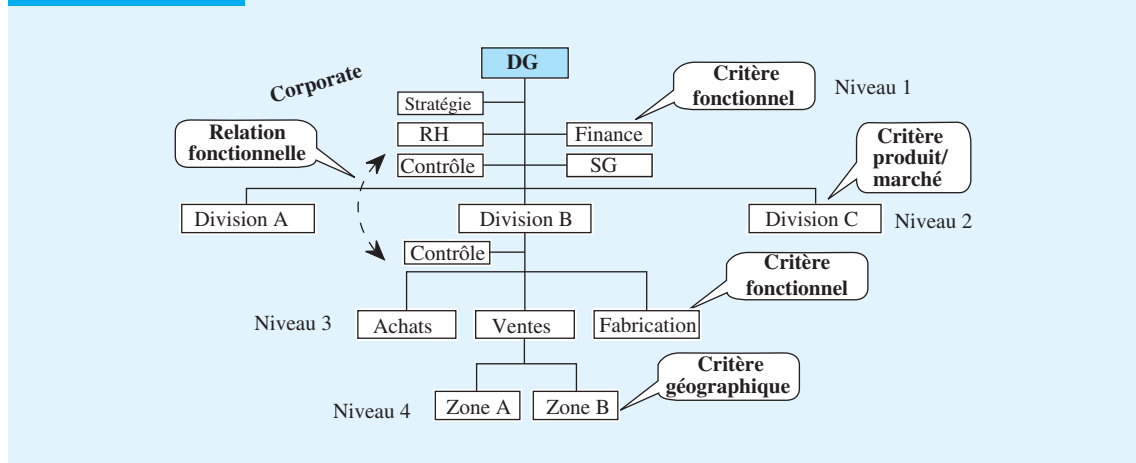 DG
Corporate
Critère
fonctionnel
Niveau 1
Stratégie
Relation
fonctionnelle
RH
Finance
Critère
produit/
marché
Contrôle
SG
Division A
Division B
Division C
Niveau 2
Contrôle
Critère
fonctionnel
Niveau 3
Achats
Ventes
Fabrication
Critère
géographique
Niveau 4
Zone A
Zone B